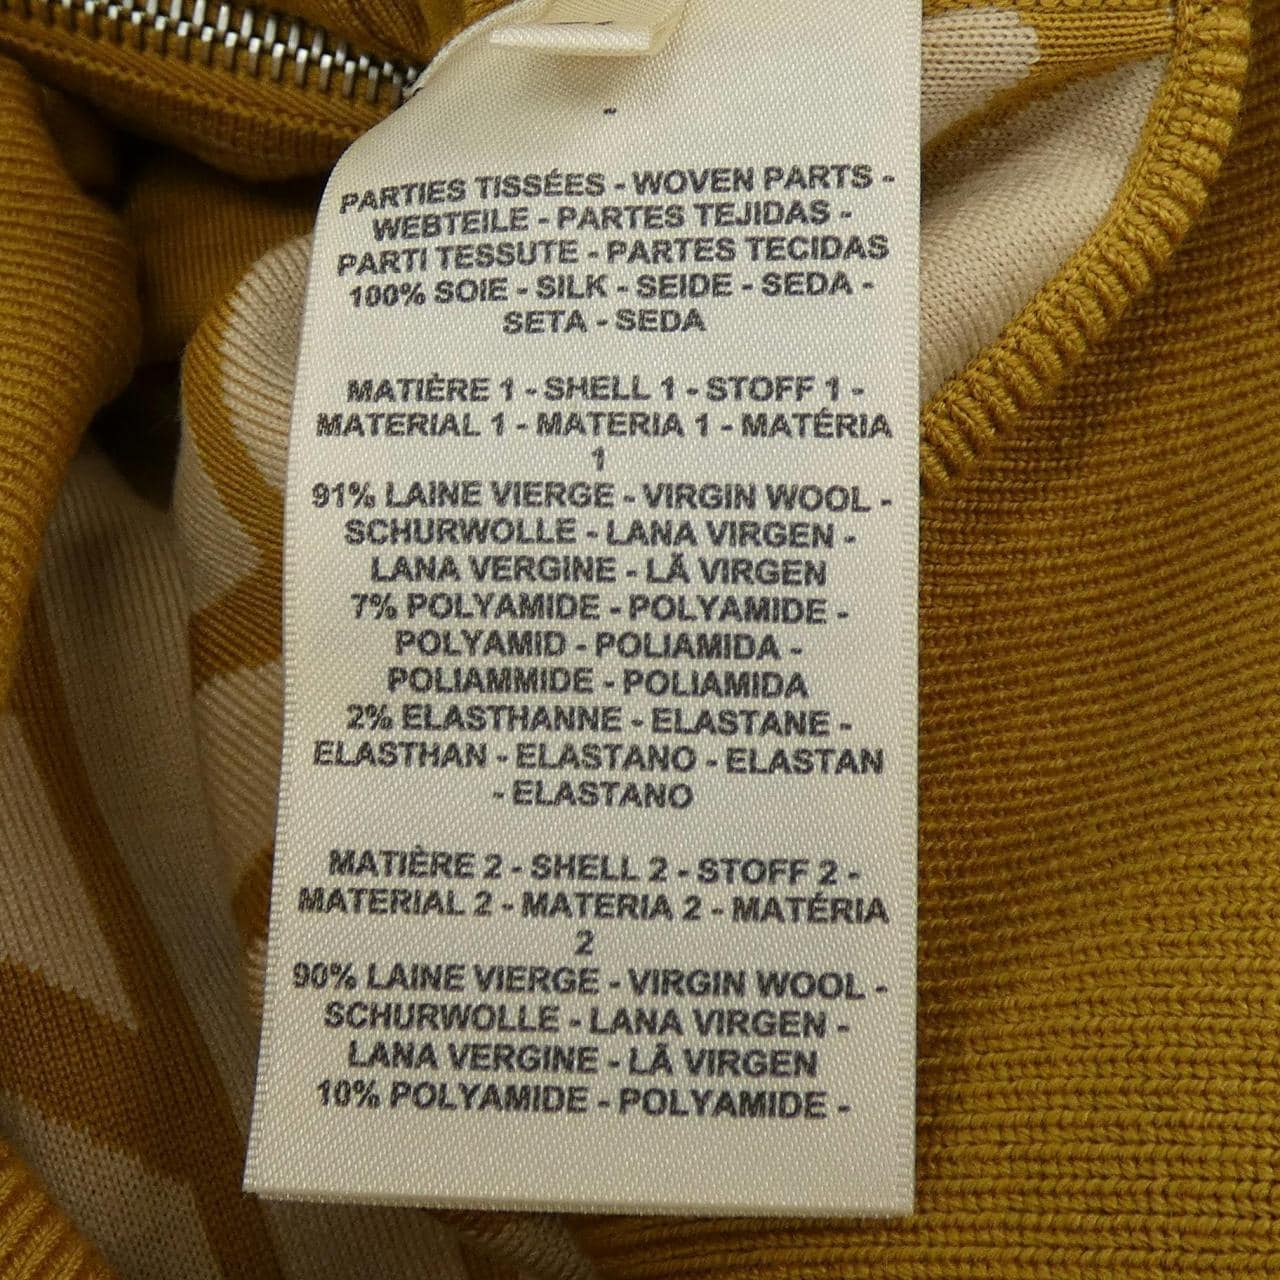 -
PARTIES TISSÉES - WOVEN PARTS -
WEBTEILE - PARTES TEJIDAS -
PARTI TESSUTE - PARTES TECIDAS
100% SOIE - SILK - SEIDE - SEDA -
SETA - SEDA
MATIÈRE 1 - SHELL 1 - STOFF 1 -
MATERIAL 1 - MATERIA 1 - MATÉRIA
1
91% LAINE VIERGE - VIRGIN WOOL -
SCHURWOLLE - LANA VIRGEN -
LANA VERGINE - LÃ VIRGEN
7% POLYAMIDE - POLYAMIDE -
POLYAMID - POLIAMIDA -
POLIAMMIDE - POLIAMIDA
2% ELASTHANNE - ELASTANE -
ELASTHAN - ELASTANO - ELASTAN
- ELASTANO
MATIÈRE 2 - SHELL 2 - STOFF 2 -
MATERIAL 2 - MATERIA 2 - MATÉRIA
2
90% LAINE VIERGE - VIRGIN WOOL -
SCHURWOLLE - LANA VIRGEN -
LANA VERGINE - LÃ VIRGEN
10% POLYAMIDE - POLYAMIDE -